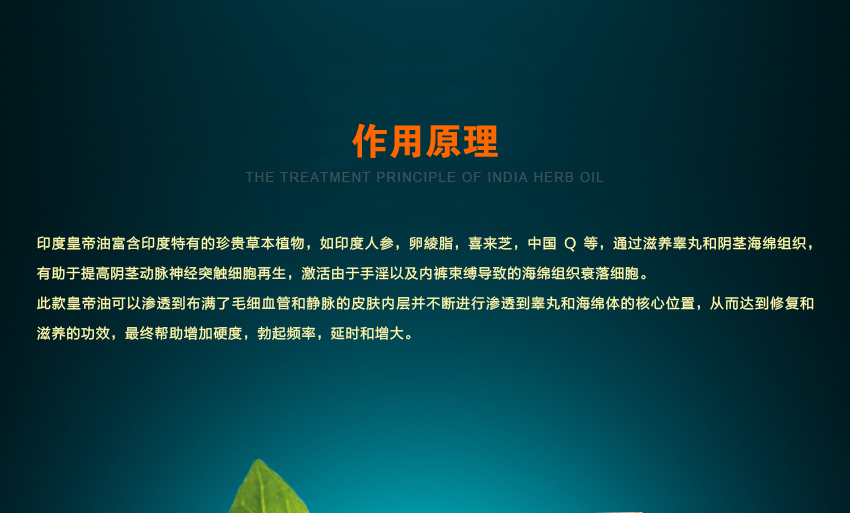 作用原理
THE TREATMENT PRINCIPLE OF INDIA HERB OIL
印度皇帝油富含印度特有的珍贵草本植物，如印度人参，卵綾脂，喜来芝，中国 Q 等，通过滋养睾丸和阴茎海绵组织，
有助于提高阴茎动脉神经突触细胞再生，激活由于手淫以及内裤束缚导致的海绵组织衰落细胞。
此款皇帝油可以渗透到布满了毛细血管和静脉的皮肤内层并不断进行渗透到睾丸和海绵体的核心位置，从而达到修复和
滋养的功效，最终帮助增加硬度，勃起频率，延时和增大。